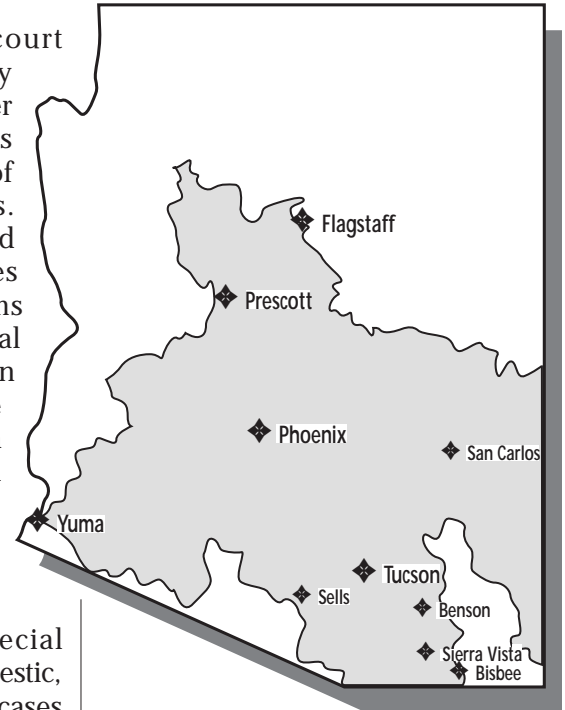 court
y
er
s
of
s.
d
es
ns
al
n
Flagstaff
Prescott
Phoenix
San Carlos
Yuma
Tucson
Sells
Benson
Sierra Vista
Bisbee
ecial
estic,
cases